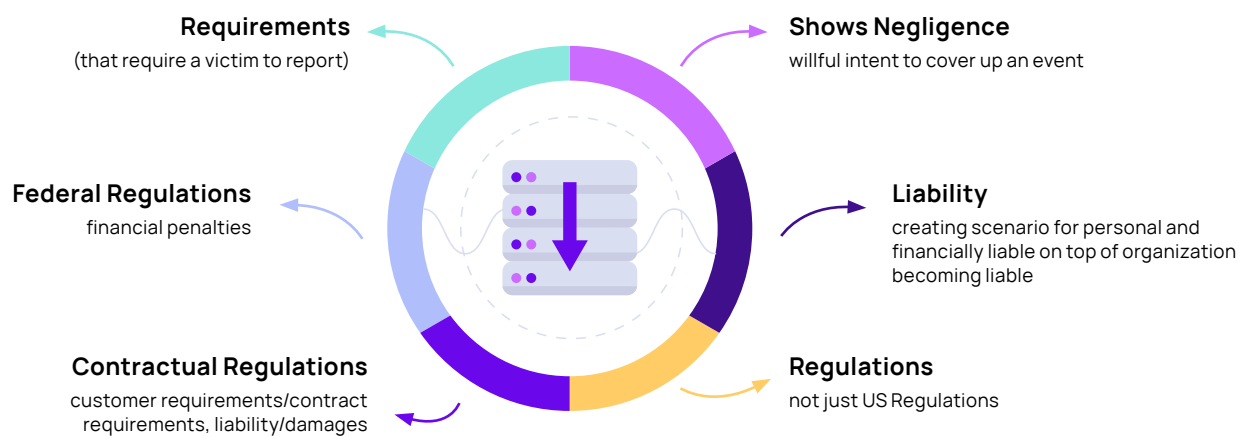 Requirements
(that require a victim to report)
Shows Negligence
willful intent to cover up an event
Federal Regulations
financial penalties
Liability
creating scenario for personal and
financially liable on top of organization
becoming liable
Contractual Regulations
customer requirements/contract
requirements, liability/damages
Regulations
not just US Regulations